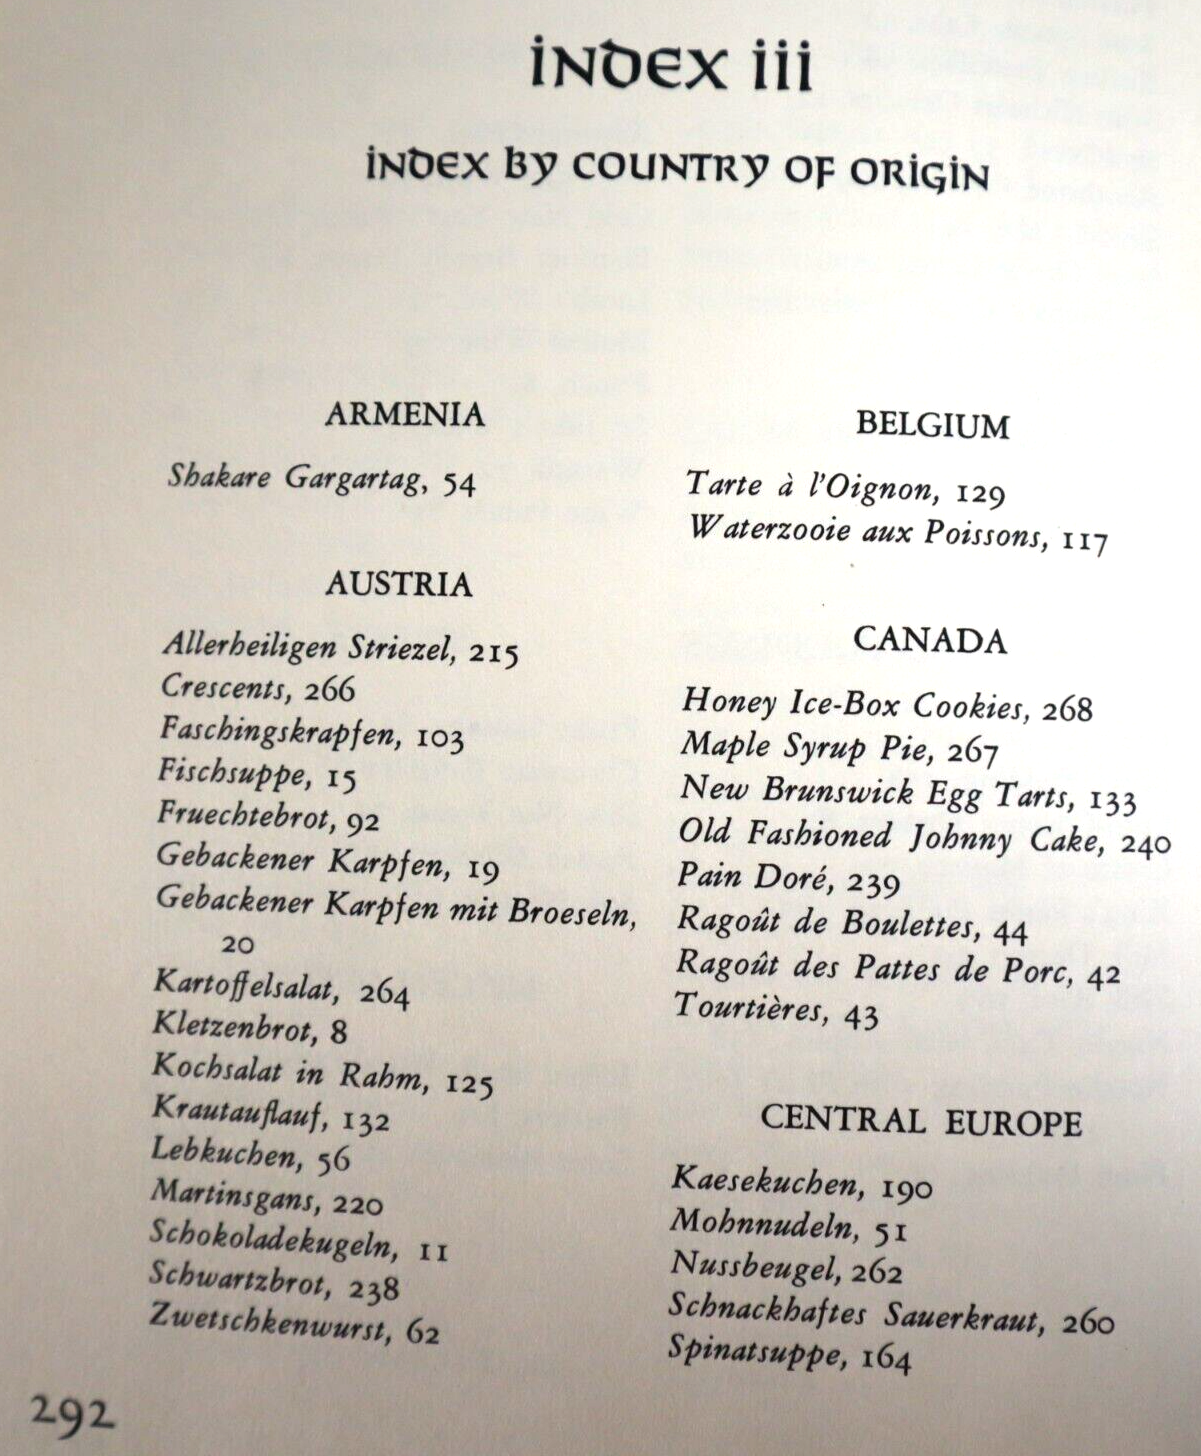 INDEX iii
INDEX BY COUNTRY OF ORIGIN
ARMENIA
Shakare Gargartag, 54
AUSTRIA
Allerheiligen Striezel, 215
Crescents, 266
Faschingskrapfen, 103
Fischsuppe, 15
Fruechtebrot, 92
Gebackener Karpfen, 19
Gebackener Karpfen mit Broeseln,
20
Kartoffelsalat, 264
Kletzenbrot, 8
Kochsalat in Rahm, 125
Krautauflauf, 132
Lebkuchen, 56
Martinsgans, 220
Schokoladekugeln, 11
Schwartzbrot, 238
Zwetschkenwurst, 62
BELGIUM
Tarte à l'Oignon, 129
Waterzooie aux Poissons, 117
CANADA
Honey Ice-Box Cookies, 268
Maple Syrup Pie, 267
New Brunswick Egg Tarts, 133
Old Fashioned Johnny Cake, 240
Pain Doré, 239
Ragoût de Boulettes, 44
Ragoût des Pattes de Porc, 42
Tourtières, 43
CENTRAL EUROPE
Kaesekuchen, 190
Mohnnudeln, 51
Nussbeugel, 262
Schnackhaftes Sauerkraut, 260
Spinatsuppe, 164
292